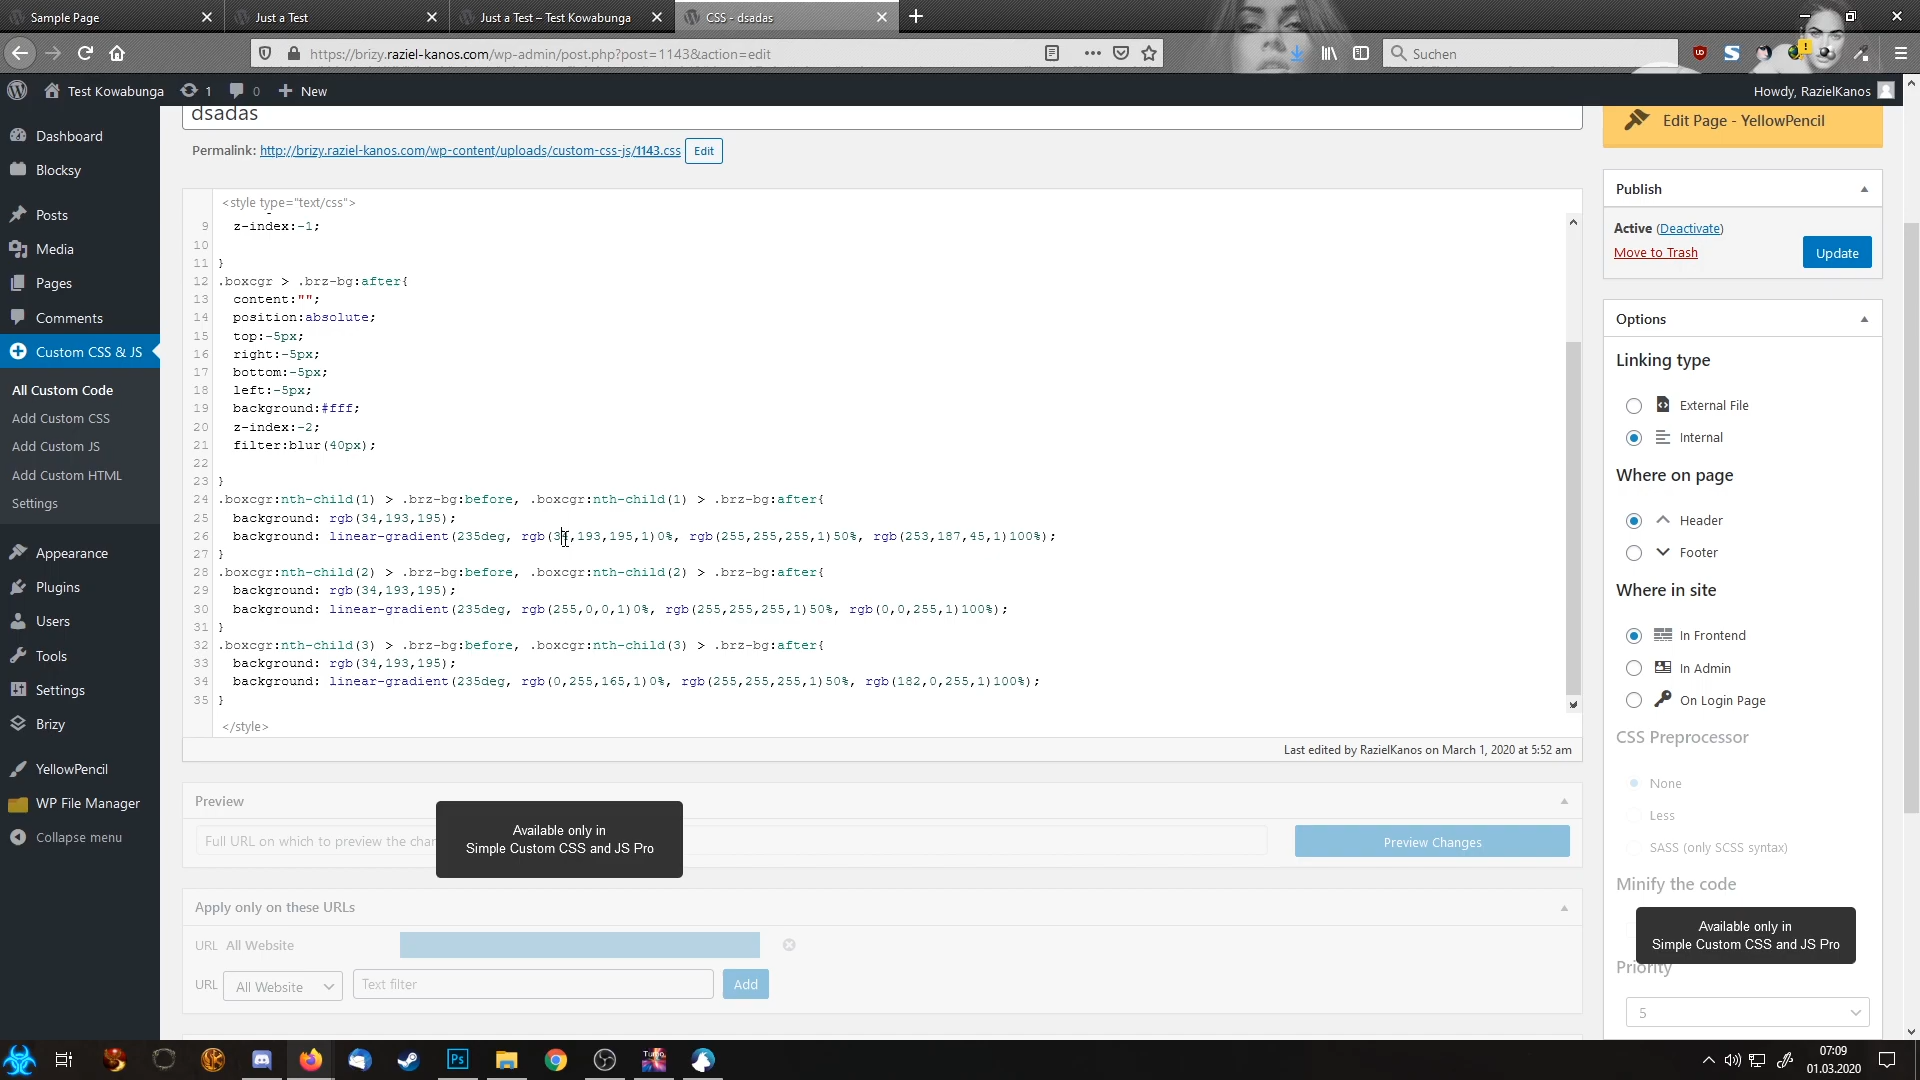 Sample Page
Just a Test
Just a Test – Test Kowabunga
CSS - dsadas
https://brizy.raziel-kanos.com/wp-admin/post.php?post=1143&action=edit
Suchen
Test Kowabunga
1
0
New
Howdy, RazielKanos
Dashboard
Blocksy
Posts
Media
Pages
Comments
Custom CSS & JS
All Custom Code
Add Custom CSS
Add Custom JS
Add Custom HTML
Settings
Appearance
Plugins
Users
Tools
Settings
Brizy
YellowPencil
WP File Manager
Collapse menu
dsadas
Permalink: http://brizy.raziel-kanos.com/wp-content/uploads/custom-css-js/1143.css Edit
<style type="text/css">
9 z-index:-1;
10
11 }
12 .boxcgr > .brz-bg:after{
13 content:"";
14 position:absolute;
15 top:-5px;
16 right:-5px;
17 bottom:-5px;
18 left:-5px;
19 background:#fff;
20 z-index:-2;
21 filter:blur(40px);
22
23 }
24 .boxcgr:nth-child(1) > .brz-bg:before, .boxcgr:nth-child(1) > .brz-bg:after{
25 background: rgb(34,193,195);
26 background: linear-gradient(235deg, rgb(34,193,195,1)0%, rgb(255,255,255,1)50%, rgb(253,187,45,1)100%);
27 }
28 .boxcgr:nth-child(2) > .brz-bg:before, .boxcgr:nth-child(2) > .brz-bg:after{
29 background: rgb(34,193,195);
30 background: linear-gradient(235deg, rgb(255,0,0,1)0%, rgb(255,255,255,1)50%, rgb(0,0,255,1)100%);
31 }
32 .boxcgr:nth-child(3) > .brz-bg:before, .boxcgr:nth-child(3) > .brz-bg:after{
33 background: rgb(34,193,195);
34 background: linear-gradient(235deg, rgb(0,255,165,1)0%, rgb(255,255,255,1)50%, rgb(182,0,255,1)100%);
35 }
</style>
Last edited by RazielKanos on March 1, 2020 at 5:52 am
Preview
Full URL on which to preview the
Available only in
Simple Custom CSS and JS Pro
Preview Changes
Apply only on these URLs
URL All Website
URL All Website Text filter Add
Edit Page - YellowPencil
Publish
Active (Deactivate)
Move to Trash
Update
Options
Linking type
External File
Internal
Where on page
Header
Footer
Where in site
In Frontend
In Admin
On Login Page
CSS Preprocessor
None
Less
SASS (only SCSS syntax)
Minify the code
Available only in
Simple Custom CSS and JS Pro
Priority
5
Ps
07:09
01.03.2020